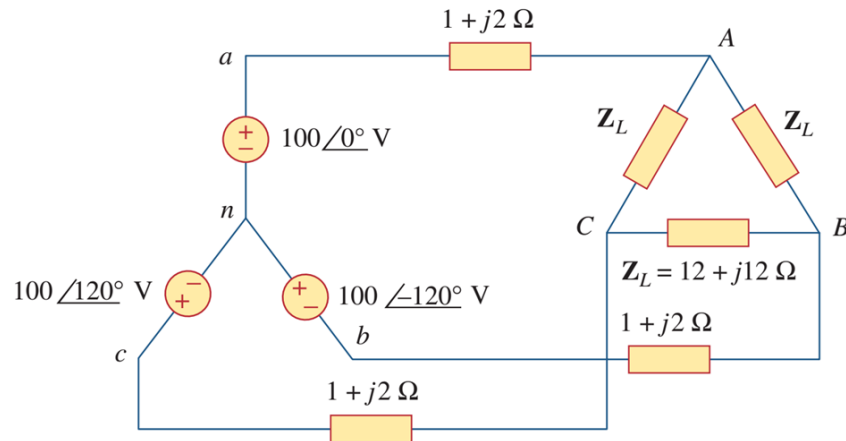 1 + j2 Ω
a
A
+
−
100 /0° V
Z_L
Z_L
n
C
B
100 /120° V
−
+
+
−
100 /−120° V
Z_L = 12 + j12 Ω
1 + j2 Ω
b
c
1 + j2 Ω